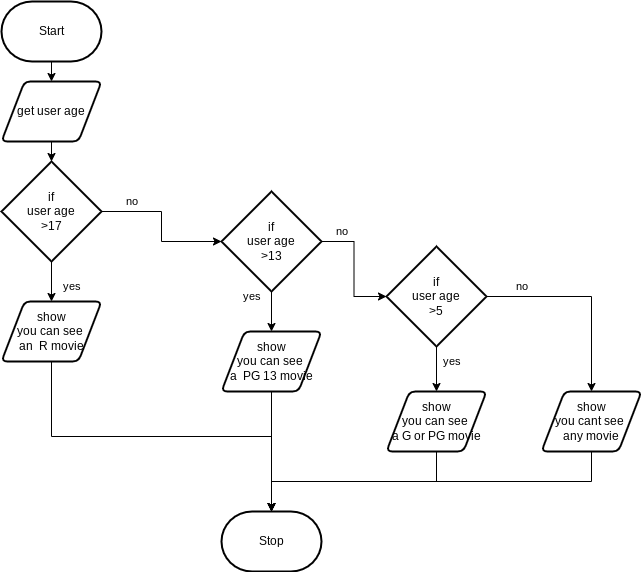 Start
get user age
if
user age
>17
no
yes
show
you can see
an R movie
if
user age
>13
no
yes
show
you can see
a PG 13 movie
if
user age
>5
no
yes
show
you can see
a G or PG movie
show
you cant see
any movie
Stop